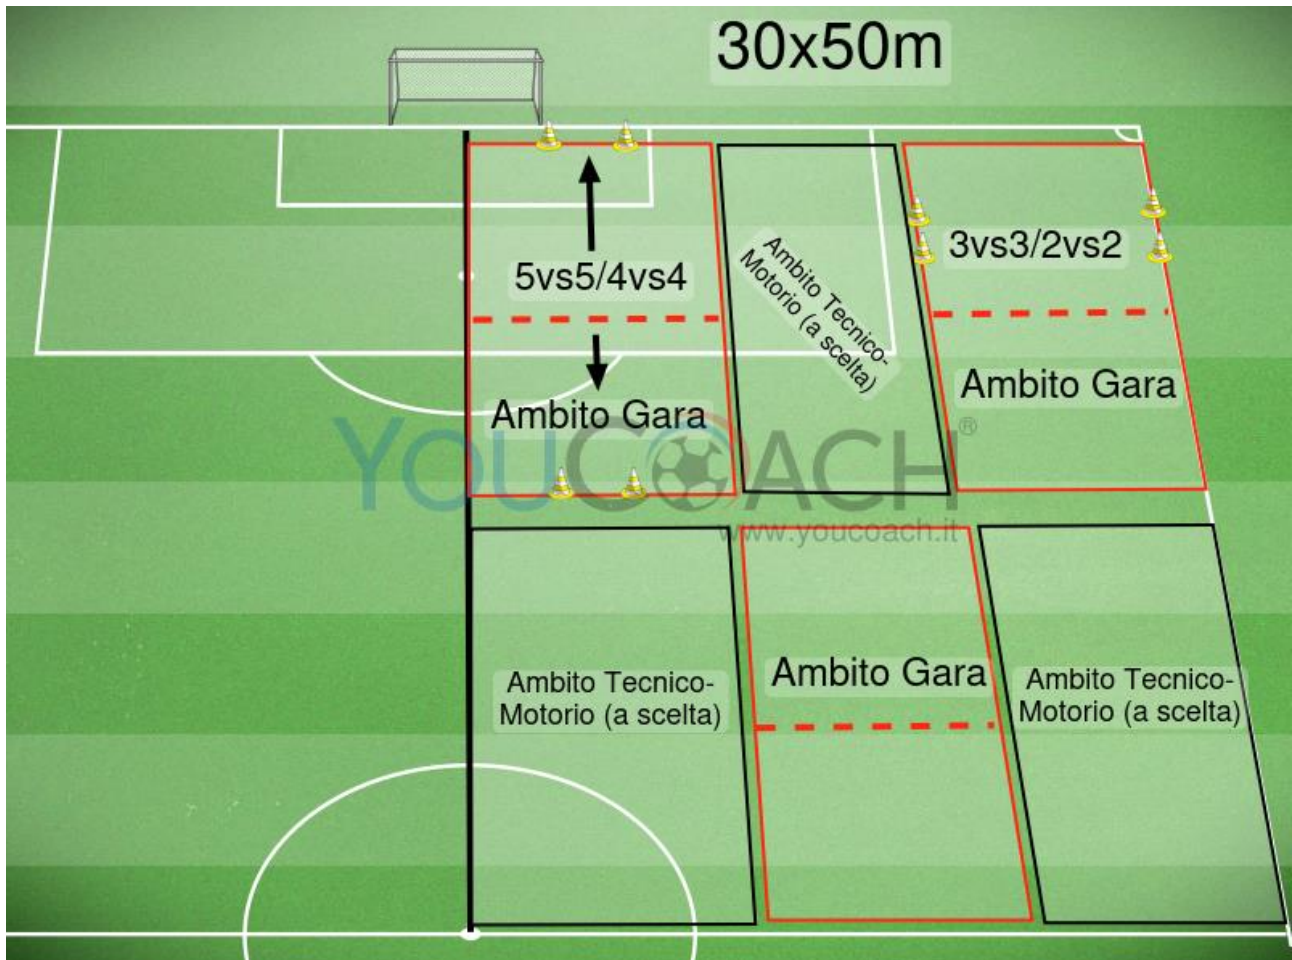 30x50m
5vs5/4vs4
Ambito Gara
Ambito Tecnico-
Motorio (a scelta)
3vs3/2vs2
Ambito Gara
YOUCOACH®
www.youcoach.it
Ambito Tecnico-
Motorio (a scelta)
Ambito Gara
Ambito Tecnico-
Motorio (a scelta)